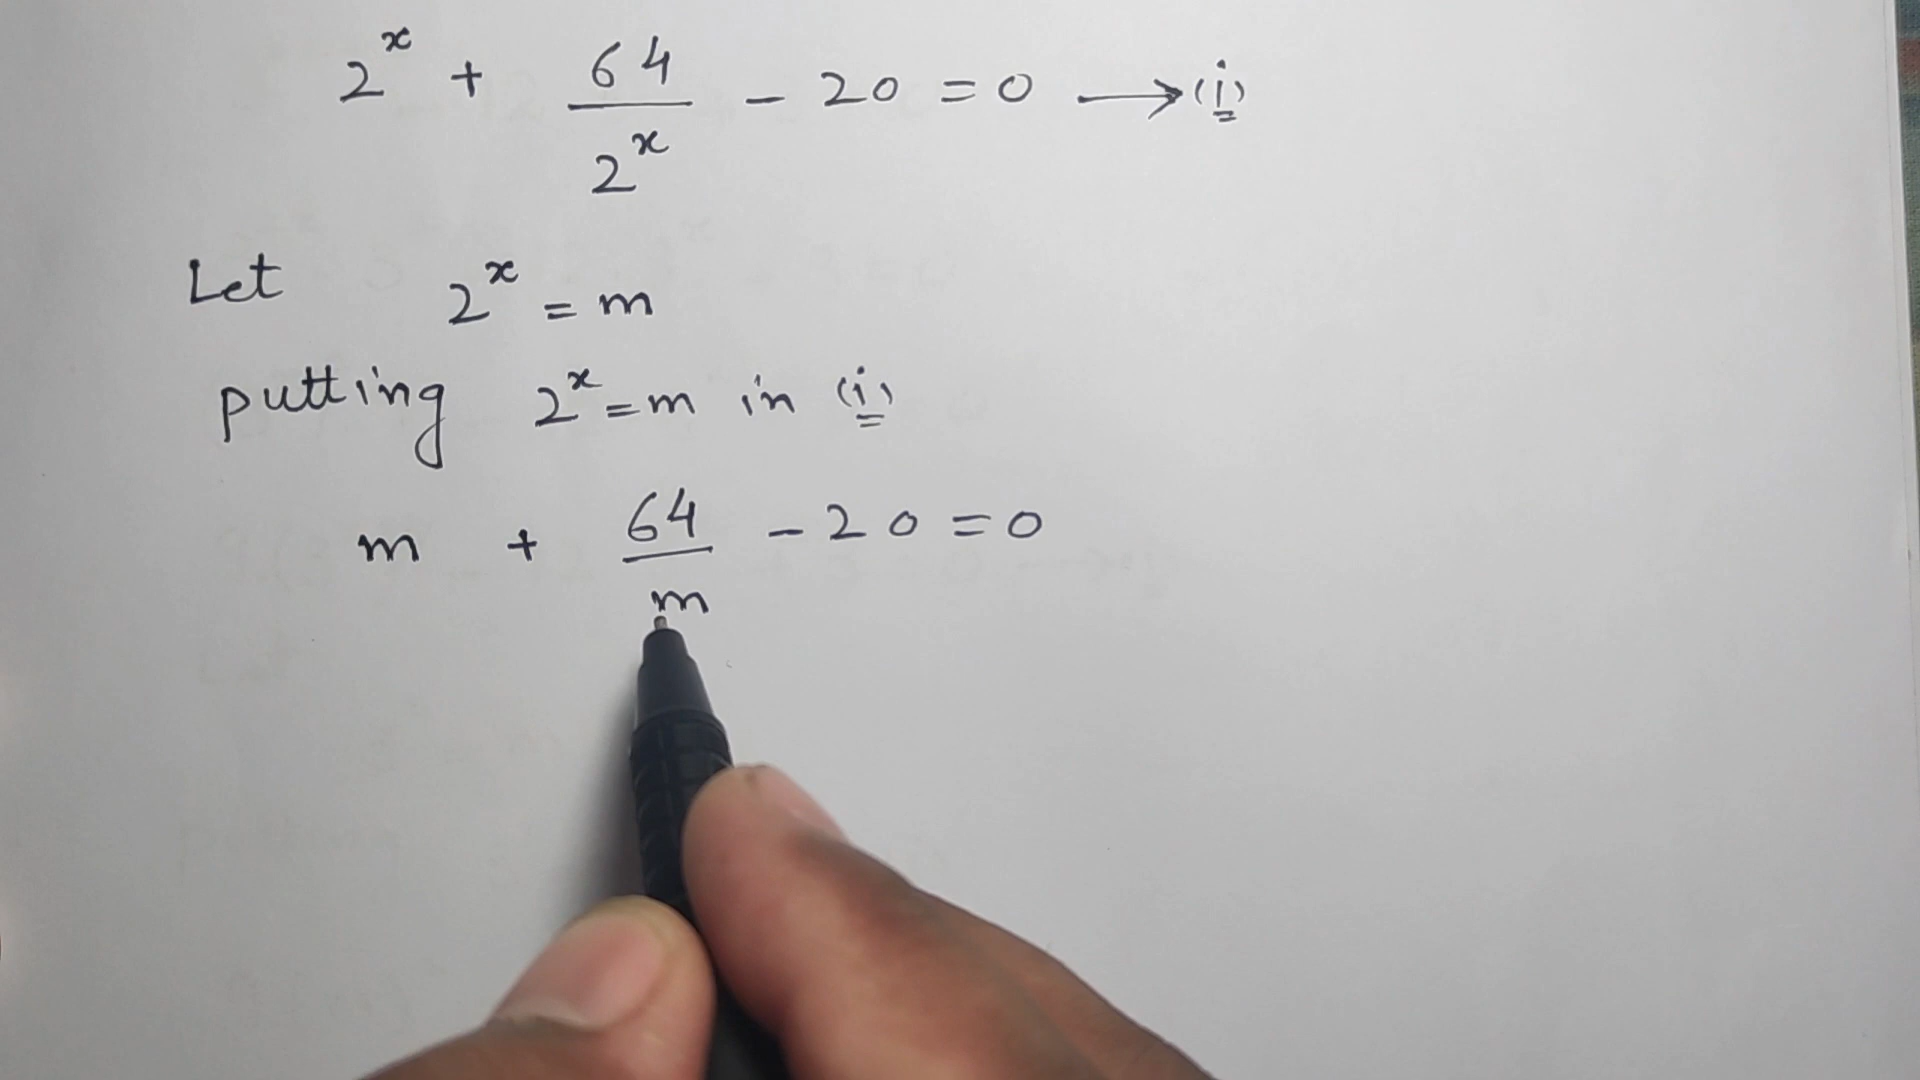 2^x + 64/2^x - 20 = 0 → (i)
Let 2^x = m
putting 2^x = m in (i)
m + 64/m - 20 = 0